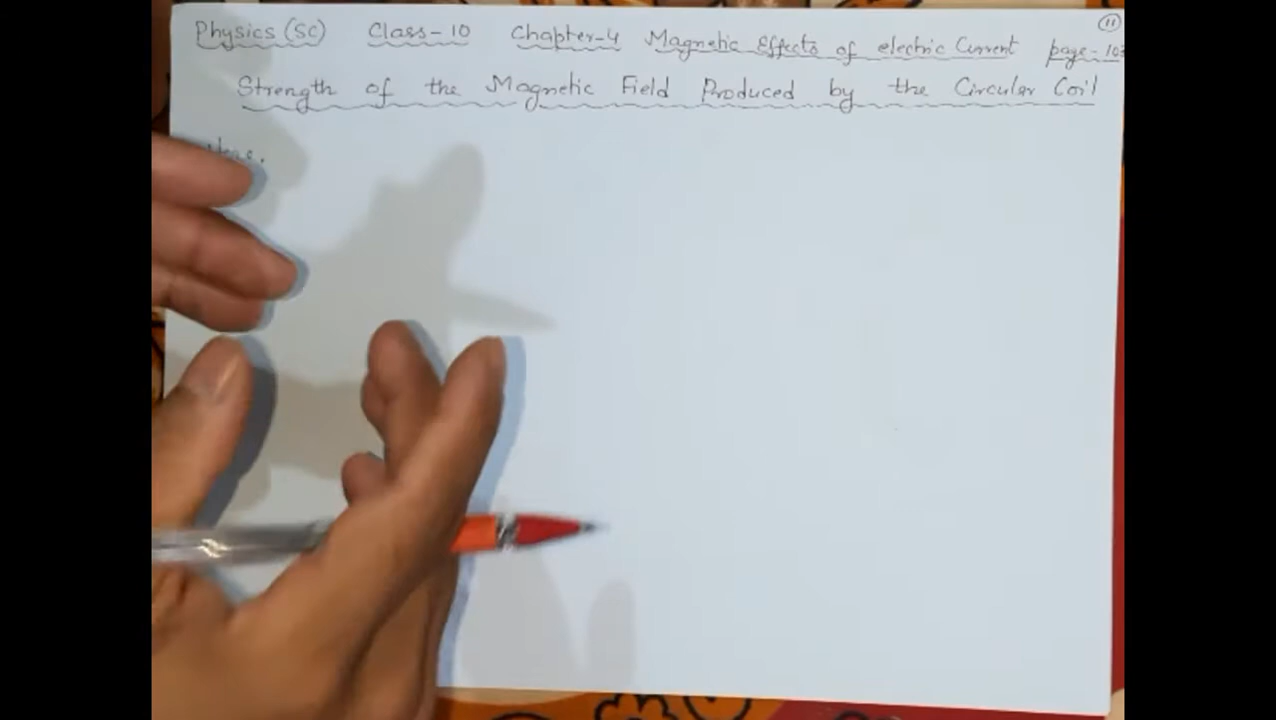 11
Physics (SC) Class-10 Chapter-4 Magnetic Effects of electric Current
Strength of the Magnetic Field Produced by the Circular Coil